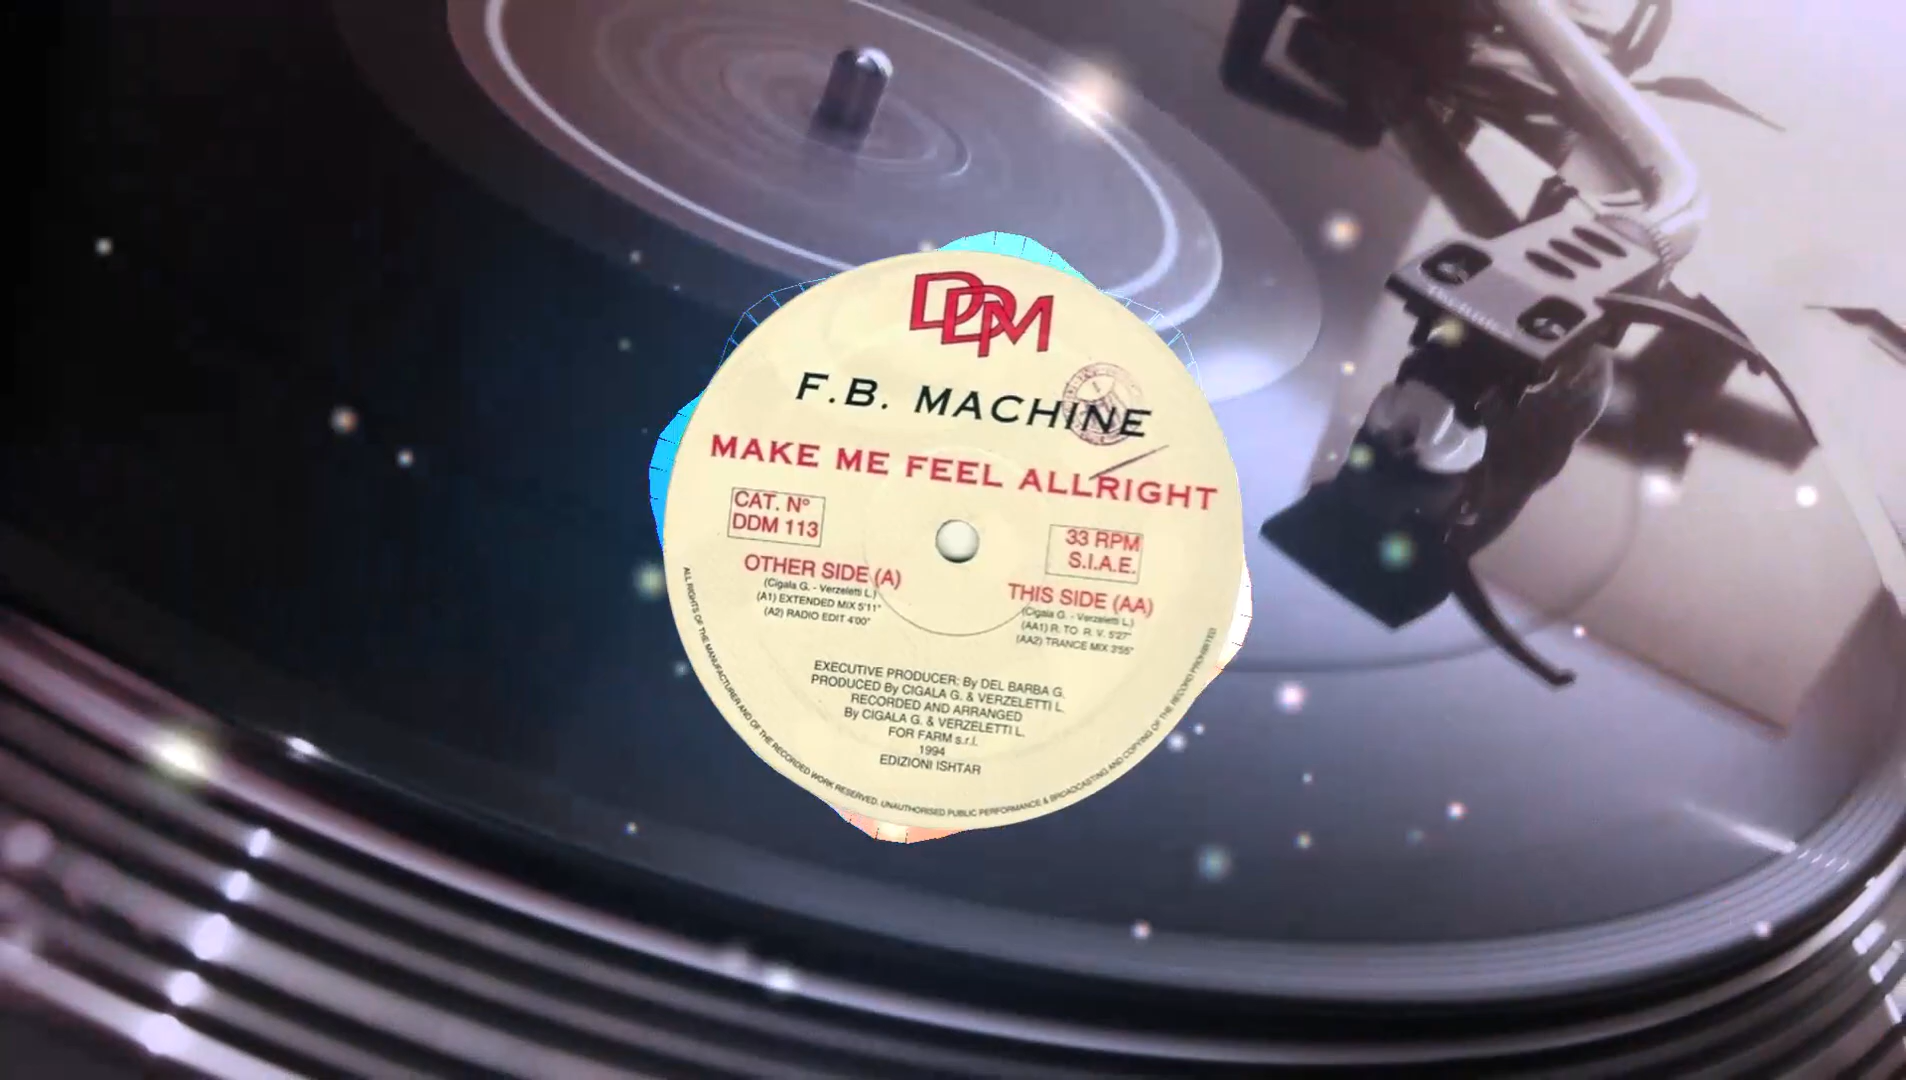 DDM
F.B. MACHINE
MAKE ME FEEL ALLRIGHT
CAT. Nº
DDM 113
33 RPM
S.I.A.E.
OTHER SIDE (A)
(Cigala G. - Verzeletti L.)
(A1) EXTENDED MIX 5'11"
(A2) RADIO EDIT 4'00"
THIS SIDE (AA)
(Cigala G. - Verzeletti L.)
(AA1) R. TO R. V. 5'27"
(AA2) TRANCE MIX 3'55"
EXECUTIVE PRODUCER: By DEL BARBA G.
PRODUCED By CIGALA G. & VERZELETTI L.
RECORDED AND ARRANGED
By CIGALA G. & VERZELETTI L.
FOR FARM s.r.l.
1994
EDIZIONI ISHTAR
ALL RIGHTS OF THE MANUFACTURER AND OF THE RECORDED WORK RESERVED. UNAUTHORISED PUBLIC PERFORMANCE & BROADCASTING AND COPYING OF THE RECORD PROHIBITED